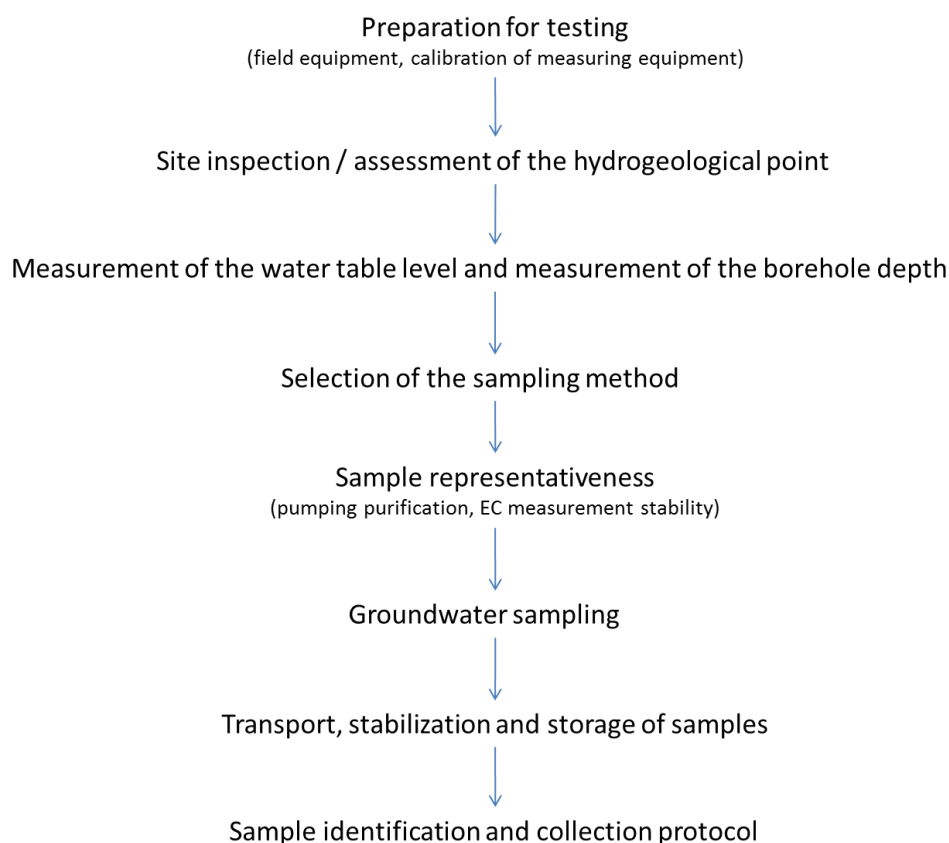 Preparation for testing
(field equipment, calibration of measuring equipment)
Site inspection / assessment of the hydrogeological point
Measurement of the water table level and measurement of the borehole depth
Selection of the sampling method
Sample representativeness
(pumping purification, EC measurement stability)
Groundwater sampling
Transport, stabilization and storage of samples
Sample identification and collection protocol